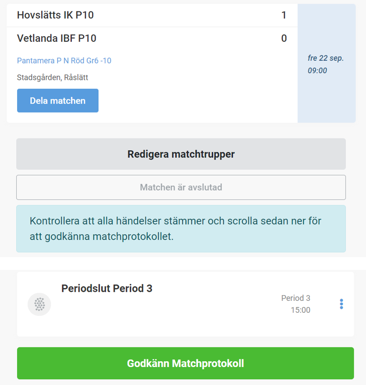 Hovslätts IK P10 1
Vetlanda IBF P10 0
Pantamera P N Röd Gr6 -10
fre 22 sep.
09:00
Stadsgården, Råslätt
Dela matchen
Redigera matchtrupper
Matchen är avslutad
Kontrollera att alla händelser stämmer och scrolla sedan ner för
att godkänna matchprotokollet.
Periodslut Period 3
Period 3
15:00
Godkänn Matchprotokoll